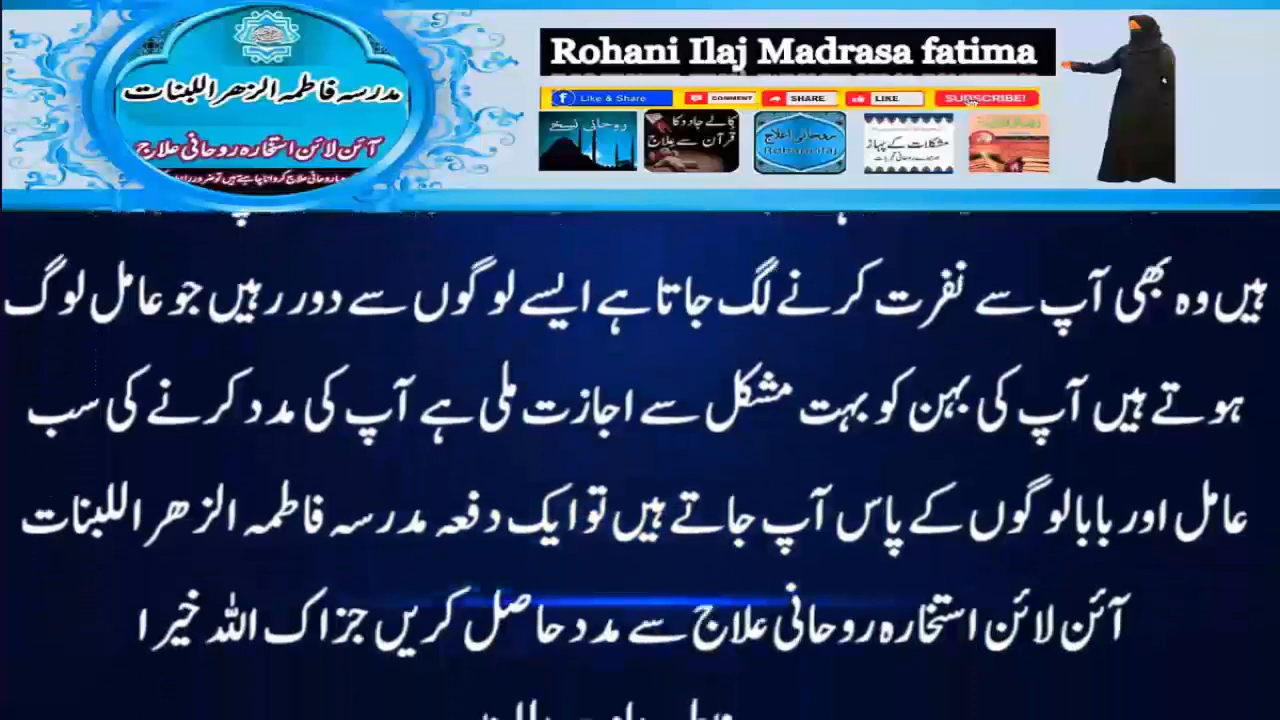 مدرسہ فاطمہ الزھراللبنات
آئن لائن استخارہ روحانی علاج
Rohani Ilaj Madrasa fatima
Like & Share
COMMENT
SHARE
LIKE
SUBSCRIBE!
روحانی نسخے
کالے جادو کا
قرآن سے علاج
روحانی اعلاج
Rohani ilaj
مشکلات کے پہاڑ
ہیں وہ بھی آپ سے نفرت کرنے لگ جاتا ہے ایسے لوگوں سے دور رہیں جو عامل لوگ
ہوتے ہیں آپ کی بہن کو بہت مشکل سے اجازت ملی ہے آپ کی مدد کرنے کی سب
عامل اور بابا لوگوں کے پاس آپ جاتے ہیں تو ایک دفعہ مدرسہ فاطمہ الزھراللبنات
آئن لائن استخارہ روحانی علاج سے مدد حاصل کریں جزاک اللہ خیرا